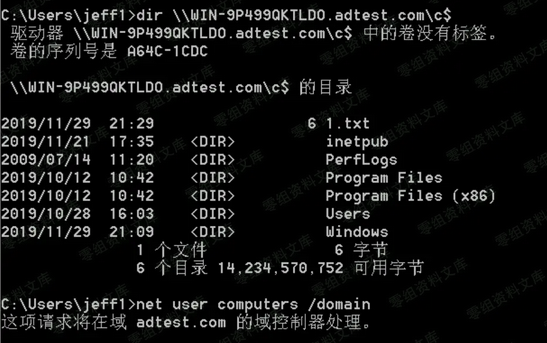 C:\Users\jeff1>dir \\WIN-9P499QKTLDO.adtest.com\c$
驱动器 \\WIN-9P499QKTLDO.adtest.com\c$ 中的卷没有标签。
卷的序列号是 A64C-1CDC
\\WIN-9P499QKTLDO.adtest.com\c$ 的目录
2019/11/29 21:29 6 1.txt
2019/11/21 17:35 <DIR> inetpub
2009/07/14 11:20 <DIR> PerfLogs
2019/10/12 10:42 <DIR> Program Files
2019/10/12 10:42 <DIR> Program Files (x86)
2019/10/28 16:03 <DIR> Users
2019/11/29 21:09 <DIR> Windows
1 个文件 6 字节
6 个目录 14,234,570,752 可用字节
C:\Users\jeff1>net user computers /domain
这项请求将在域 adtest.com 的域控制器处理。
零组资料文库